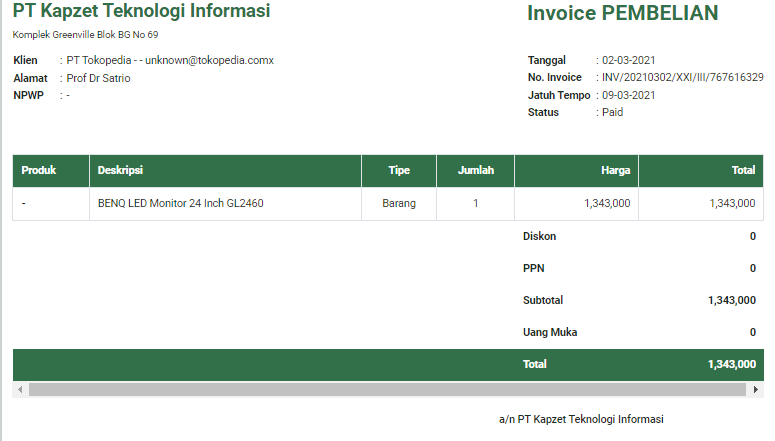 PT Kapzet Teknologi Informasi
Invoice PEMBELIAN
Komplek Greenville Blok BG No 69
Klien : PT Tokopedia - - unknown@tokopedia.comx
Alamat : Prof Dr Satrio
NPWP : -
Tanggal : 02-03-2021
No. Invoice : INV/20210302/XXI/III/767616329
Jatuh Tempo : 09-03-2021
Status : Paid
Produk Deskripsi Tipe Jumlah Harga Total
- BENQ LED Monitor 24 Inch GL2460 Barang 1 1,343,000 1,343,000
Diskon 0
PPN 0
Subtotal 1,343,000
Uang Muka 0
Total 1,343,000
a/n PT Kapzet Teknologi Informasi